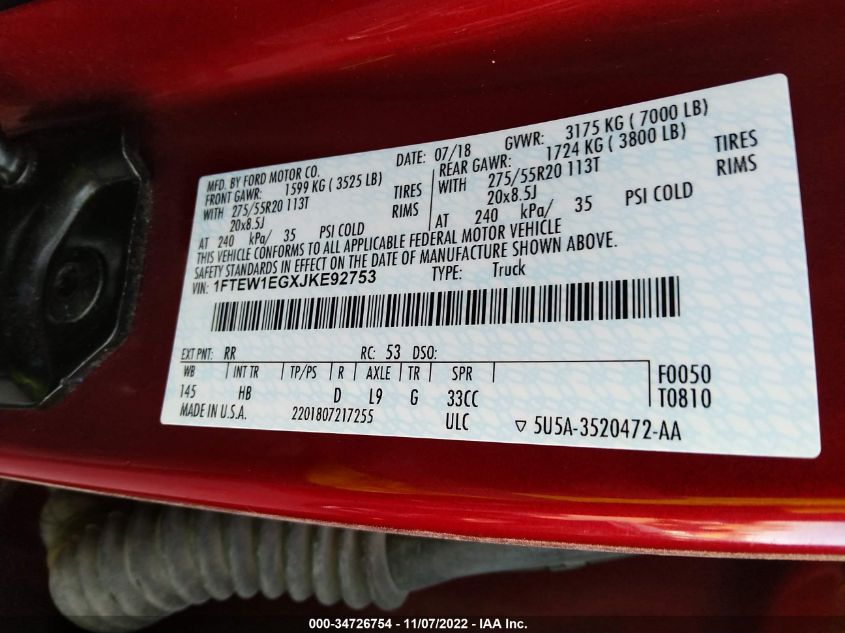 MFD. BY FORD MOTOR CO. DATE: 07/18 GVWR: 3175 KG ( 7000 LB)
FRONT GAWR: 1599 KG ( 3525 LB) REAR GAWR: 1724 KG ( 3800 LB)
WITH 275/55R20 113T TIRES WITH 275/55R20 113T TIRES
20x8.5J RIMS 20x8.5J RIMS
AT 240 kPa/ 35 PSI COLD AT 240 kPa/ 35 PSI COLD
THIS VEHICLE CONFORMS TO ALL APPLICABLE FEDERAL MOTOR VEHICLE
SAFETY STANDARDS IN EFFECT ON THE DATE OF MANUFACTURE SHOWN ABOVE.
VIN: 1FTEW1EGXJKE92753 TYPE: Truck
EXT PNT: RR RC: 53 DSO:
WB INT TR TP/PS R AXLE TR SPR F0050
145 HB D L9 G 33CC T0810
MADE IN U.S.A. 2201807217255 ULC ▽ 5U5A-3520472-AA
000-34726754 - 11/07/2022 - IAA Inc.